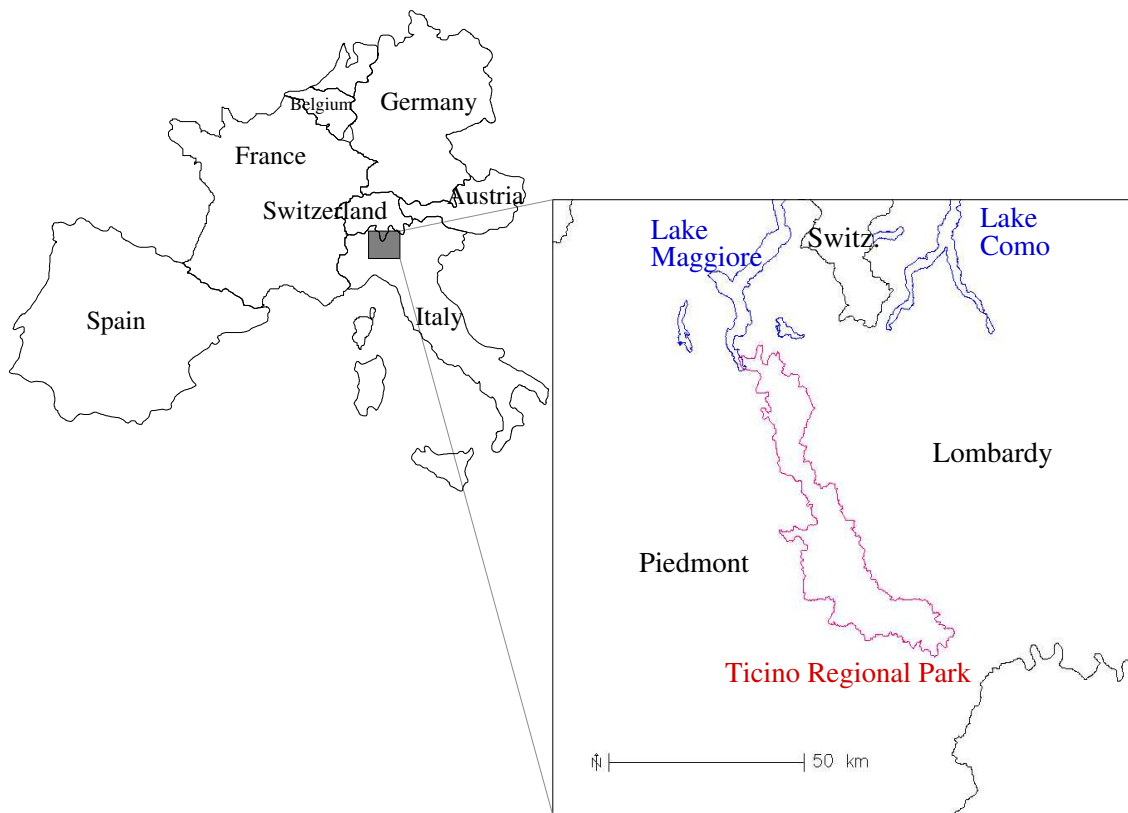 Belgium
Germany
France
Austria
Switzerland
Spain
Italy
Lake
Maggiore
Switz.
Lake
Como
Lombardy
Piedmont
Ticino Regional Park
N
50 km